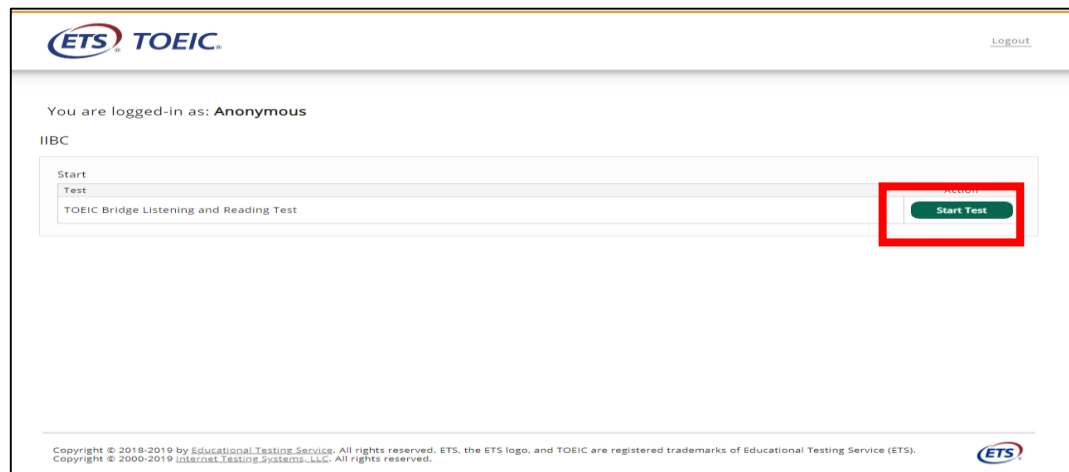 ETS® TOEIC®
Logout
You are logged-in as: Anonymous
IIBC
Start
Test Action
TOEIC Bridge Listening and Reading Test Start Test
Copyright © 2018-2019 by Educational Testing Service. All rights reserved. ETS, the ETS logo, and TOEIC are registered trademarks of Educational Testing Service (ETS).
Copyright © 2000-2019 Internet Testing Systems, LLC. All rights reserved.
ETS®